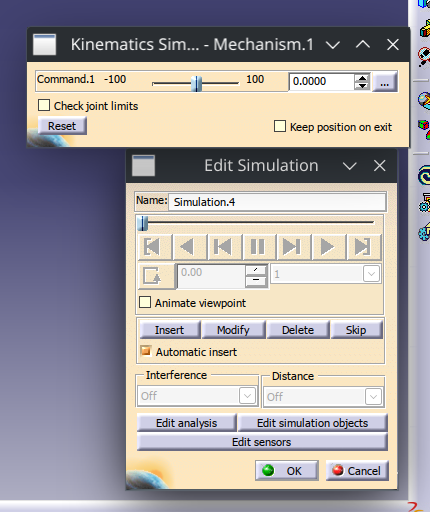 Kinematics Sim... - Mechanism.1
Command.1 -100 100 0.0000 ...
Check joint limits
Reset Keep position on exit
Edit Simulation
Name: Simulation.4
0.00 1
Animate viewpoint
Insert Modify Delete Skip
Automatic insert
Interference Distance
Off Off
Edit analysis Edit simulation objects
Edit sensors
OK Cancel